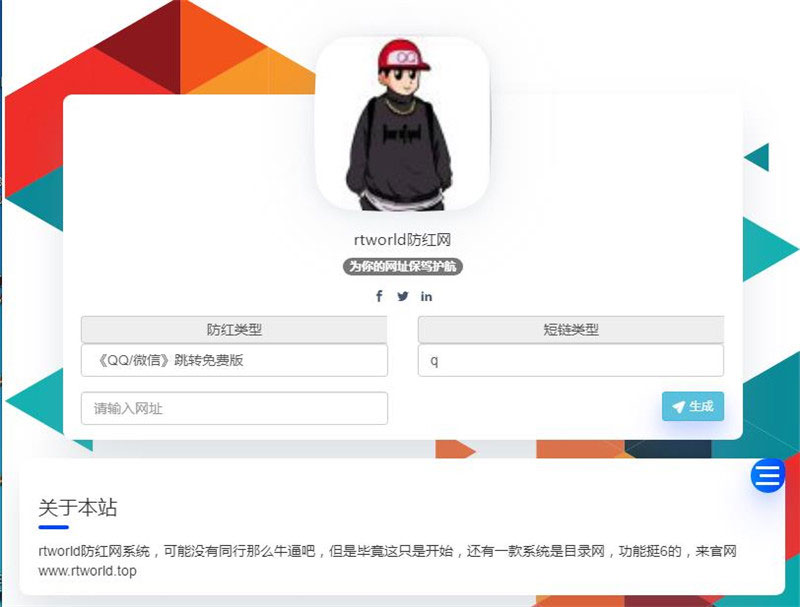 rtworld防红网
为你的网址保驾护航
防红类型
短链类型
《QQ/微信》跳转免费版
q
请输入网址
生成
关于本站
rtworld防红网系统，可能没有同行那么牛逼吧，但是毕竟这只是开始，还有一款系统是目录网，功能挺6的，来官网
www.rtworld.top